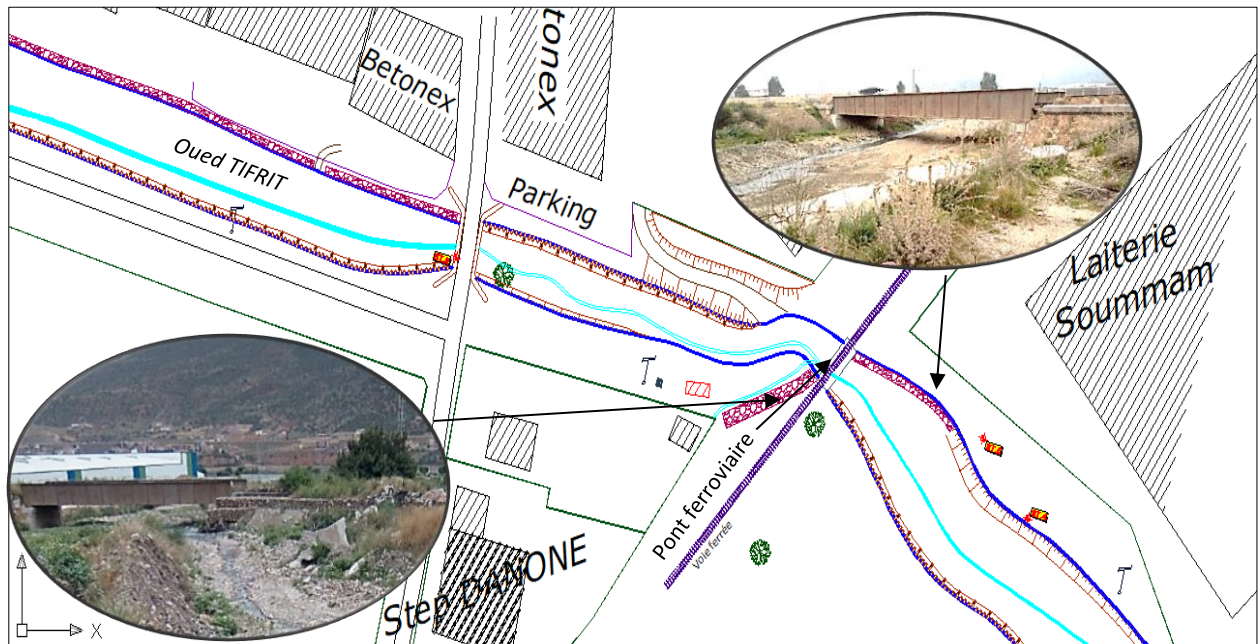 Betonex
tonex
Oued TIFRIT
Parking
Laiterie
Soummam
Pont ferroviaire
Voie ferrée
Step DANONE
X